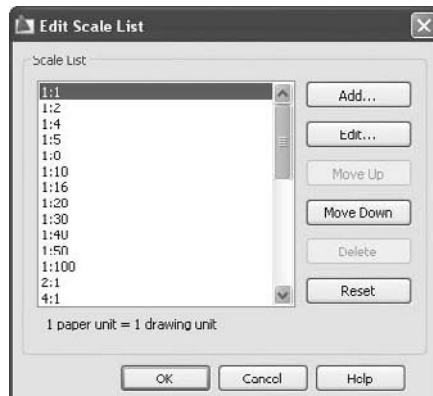 Edit Scale List
Scale List
1:1
1:2
1:4
1:5
1:0
1:10
1:16
1:20
1:30
1:40
1:50
1:100
2:1
4:1
Add...
Edit...
Move Up
Move Down
Delete
Reset
1 paper unit = 1 drawing unit
OK
Cancel
Help